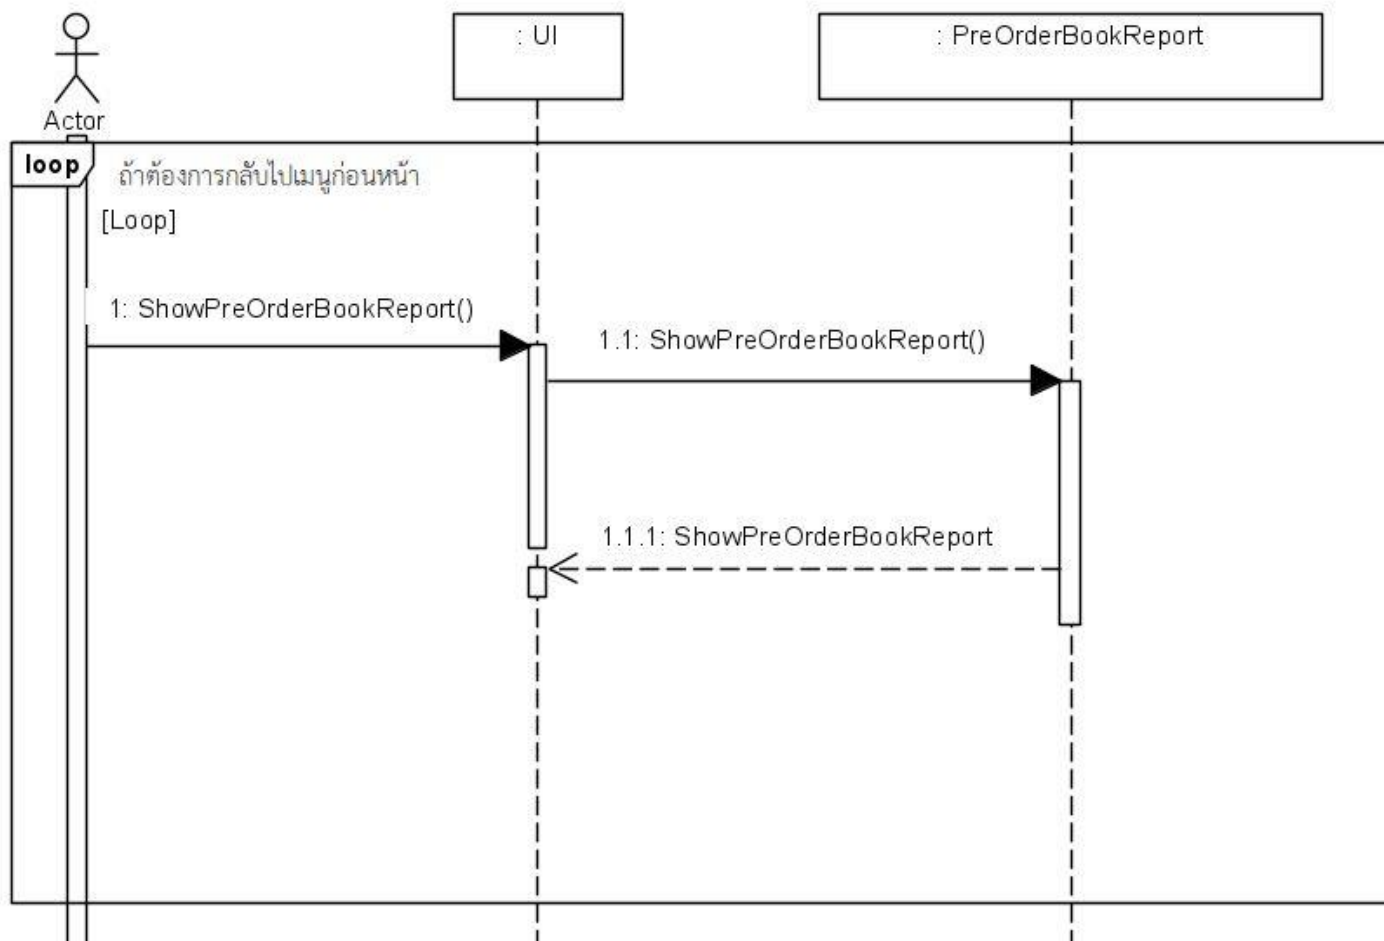 : UI
: PreOrderBookReport
Actor
loop
ถ้าต้องการกลับไปเมนูก่อนหน้า
[Loop]
1: ShowPreOrderBookReport()
1.1: ShowPreOrderBookReport()
1.1.1: ShowPreOrderBookReport